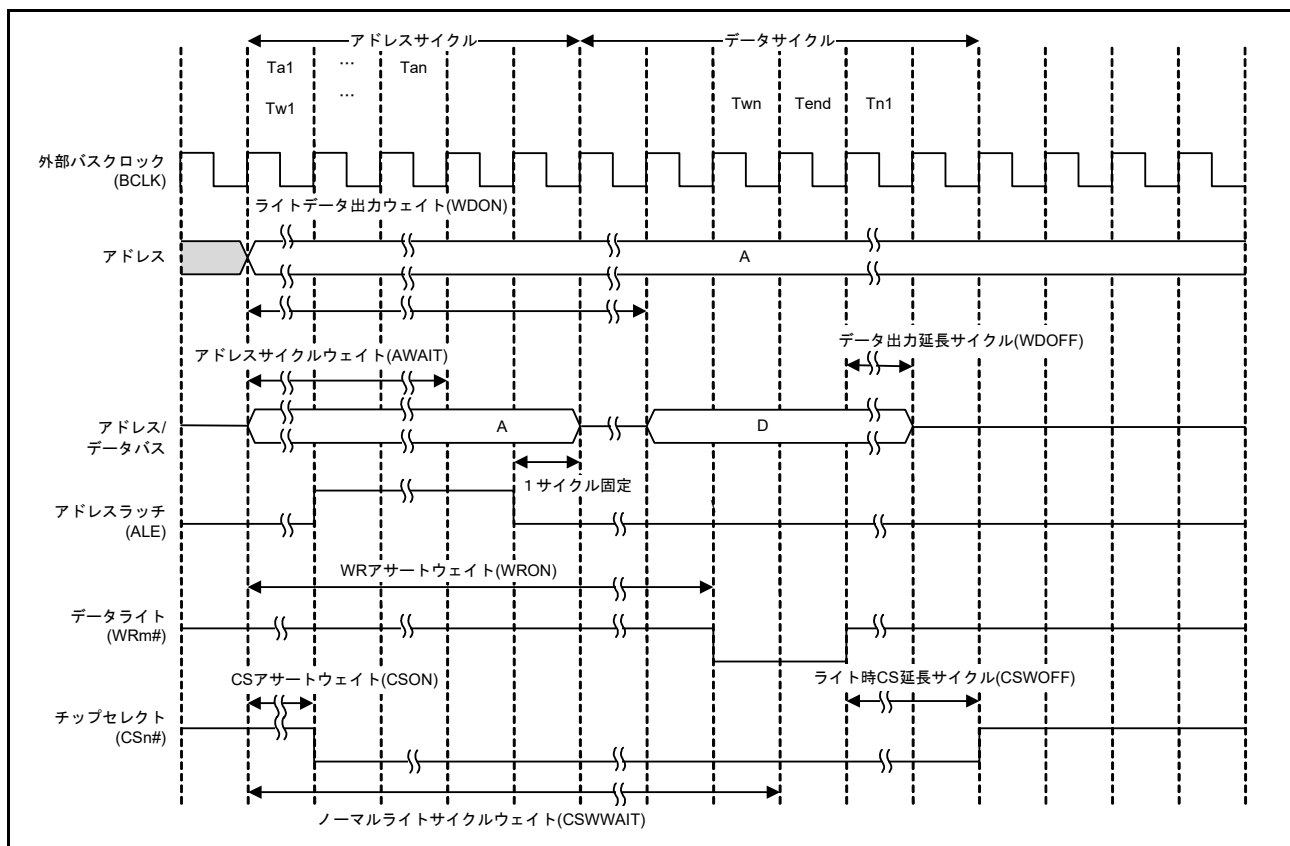 アドレスサイクル データサイクル
Ta1 … Tan
Tw1 … Twn Tend Tn1
外部バスクロック
(BCLK)
ライトデータ出力ウェイト(WDON)
アドレス A
データ出力延長サイクル(WDOFF)
アドレスサイクルウェイト(AWAIT)
アドレス/
データバス
A D
1サイクル固定
アドレスラッチ
(ALE)
WRアサートウェイト(WRON)
データライト
(WRm#)
CSアサートウェイト(CSON) ライト時CS延長サイクル(CSWOFF)
チップセレクト
(CSn#)
ノーマルライトサイクルウェイト(CSWWAIT)